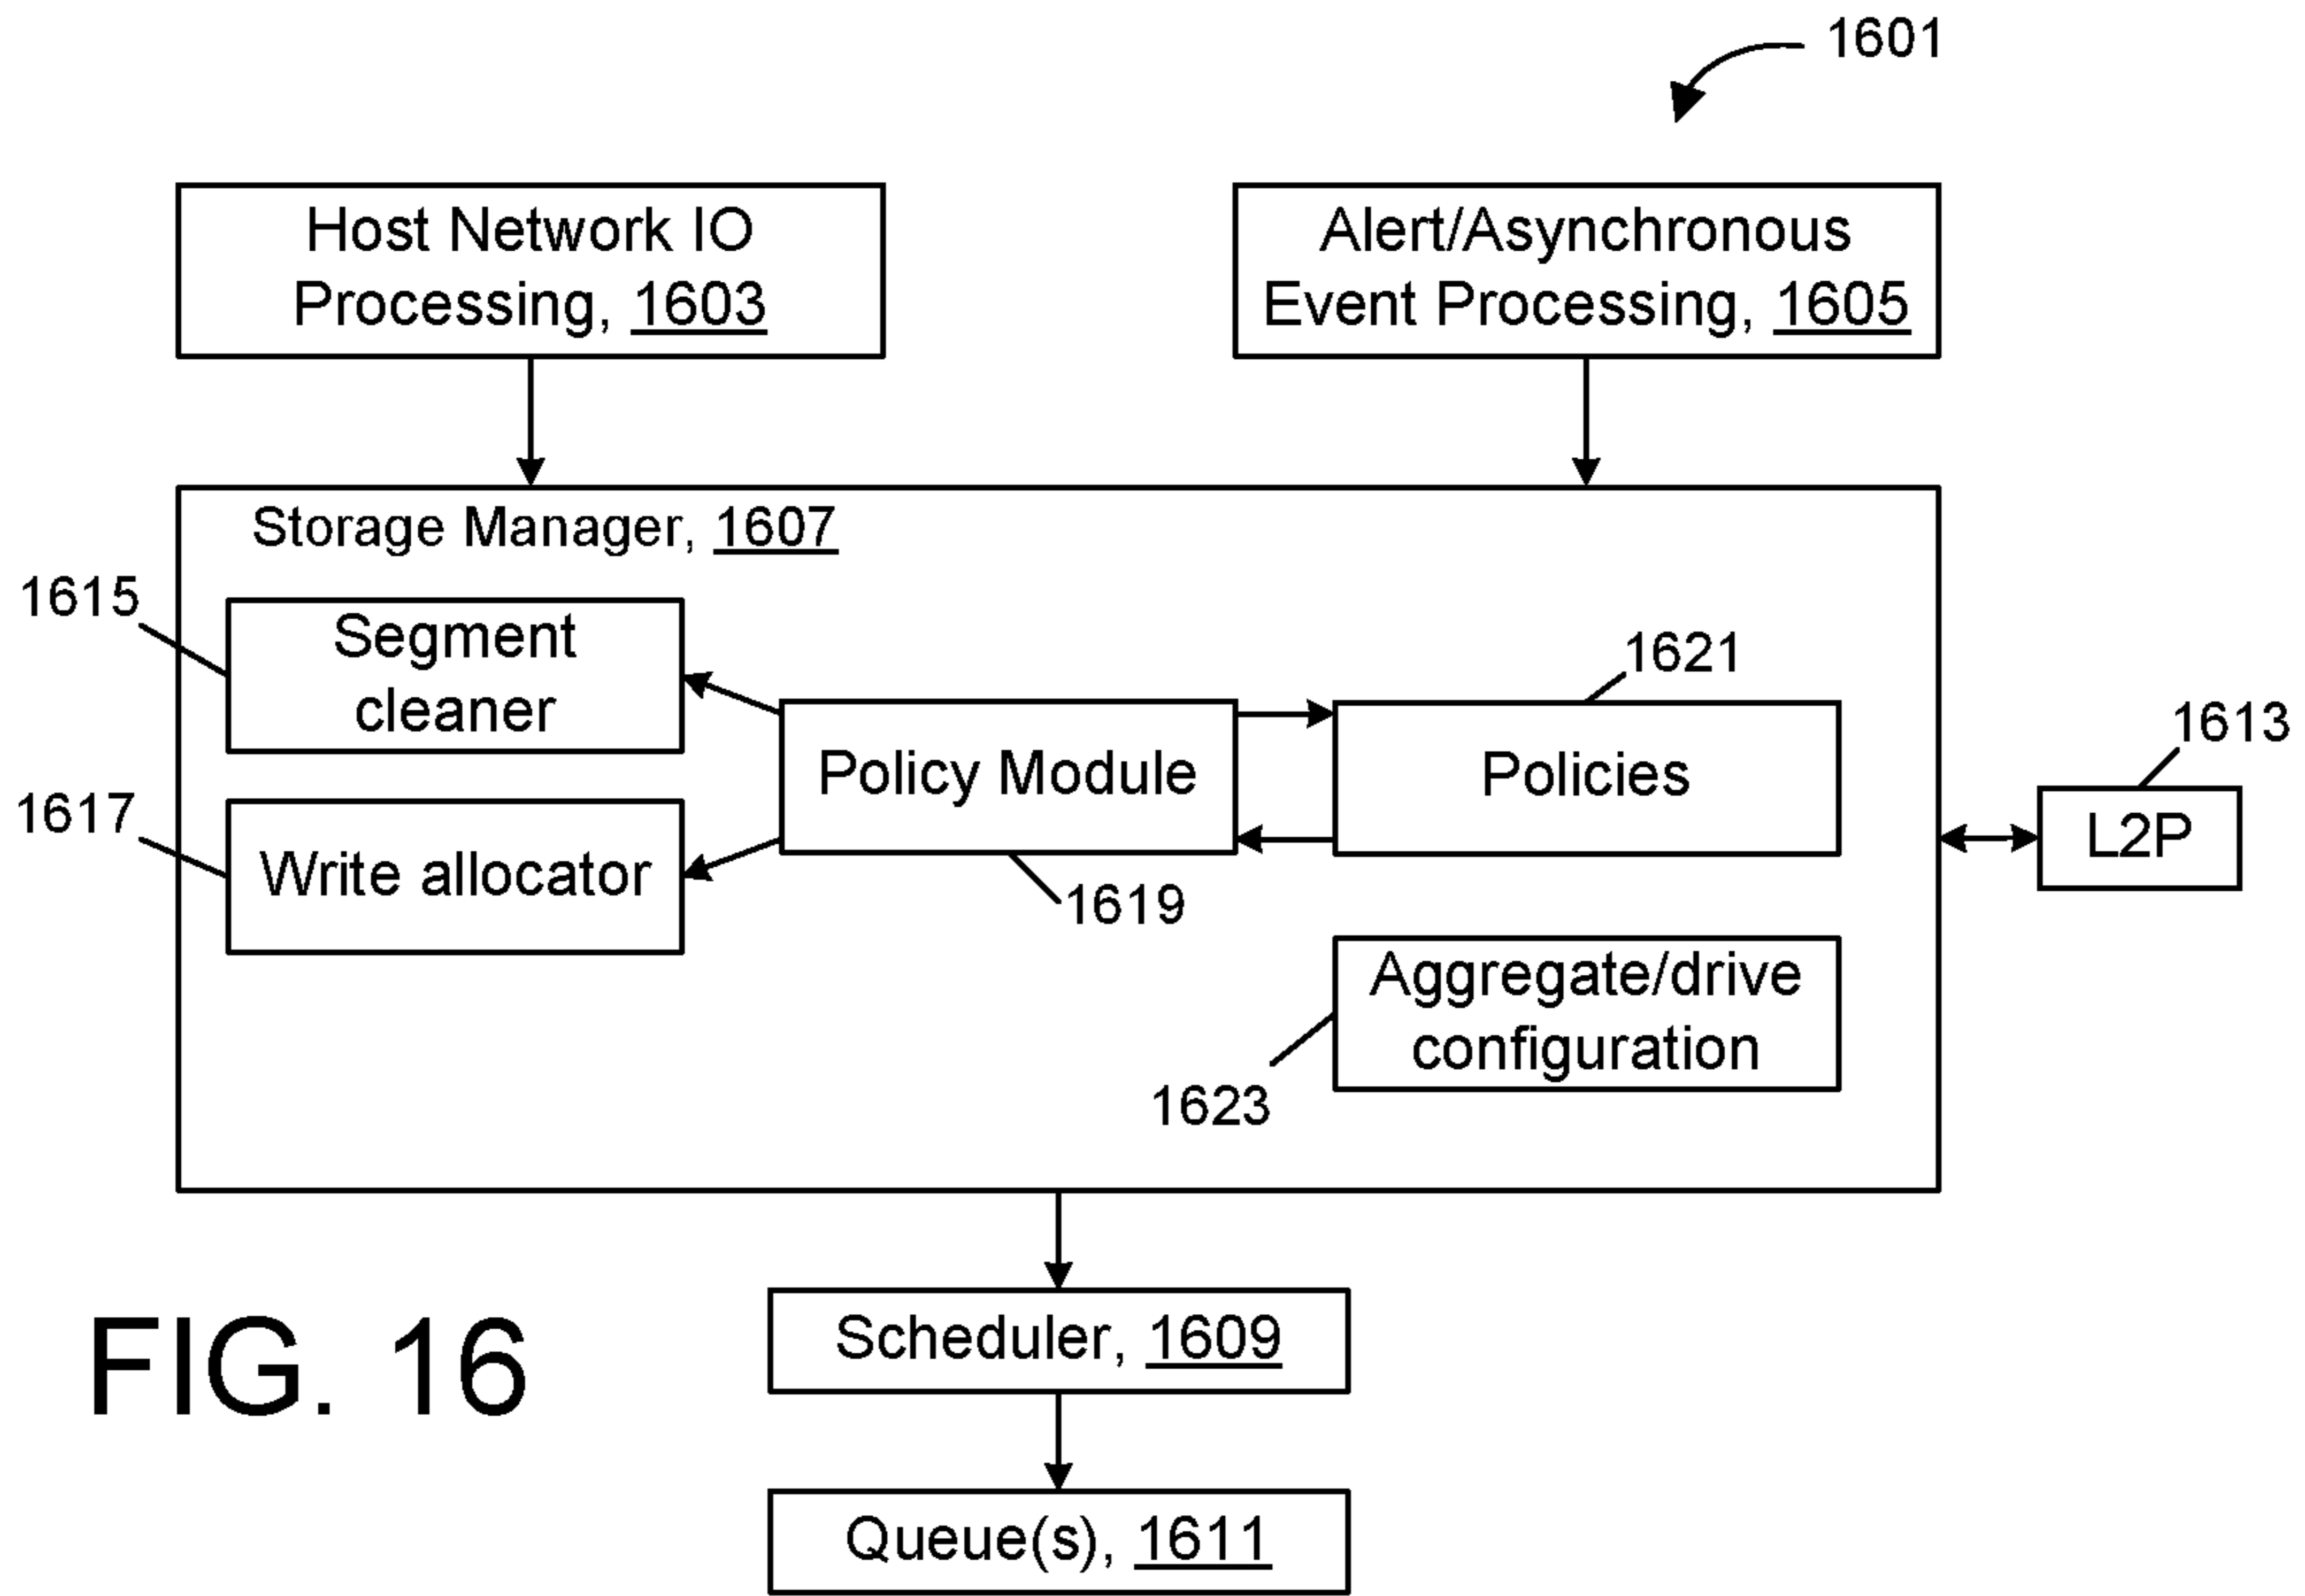 1601
Host Network IO
Processing, 1603
Alert/Asynchronous
Event Processing, 1605
Storage Manager, 1607
1615
Segment
cleaner
1621
1613
Policy Module
Policies
L2P
1617
Write allocator
1619
Aggregate/drive
configuration
1623
Scheduler, 1609
FIG. 16
Queue(s), 1611